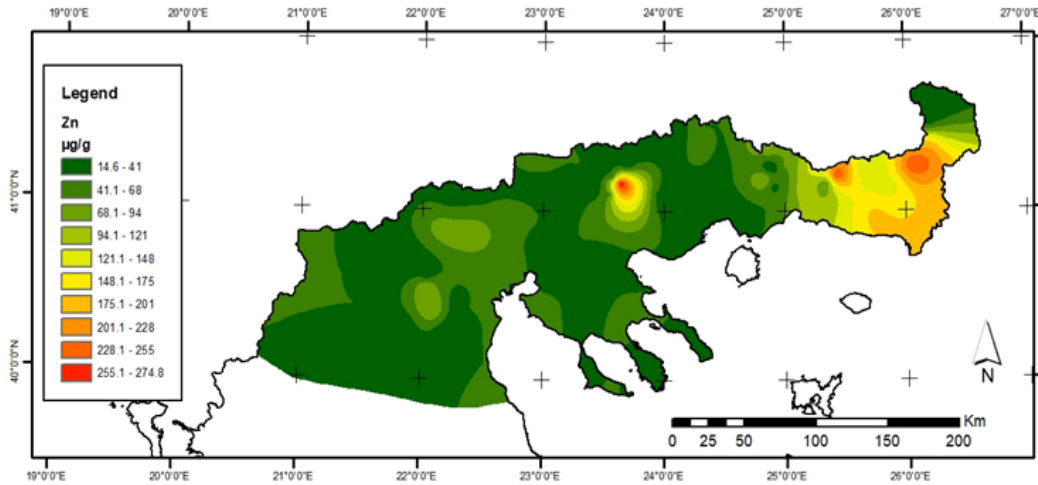 19°0'0"E 20°0'0"E 21°0'0"E 22°0'0"E 23°0'0"E 24°0'0"E 25°0'0"E 26°0'0"E 27°0'0"E
Legend
Zn
µg/g
14.6 - 41
41.1 - 68
68.1 - 94
94.1 - 121
121.1 - 148
148.1 - 175
175.1 - 201
201.1 - 228
228.1 - 255
255.1 - 274.8
41°0'0"N
41°0'0"N
40°0'0"N
40°0'0"N
N
Km
0 25 50 100 150 200
19°0'0"E 20°0'0"E 21°0'0"E 22°0'0"E 23°0'0"E 24°0'0"E 25°0'0"E 26°0'0"E